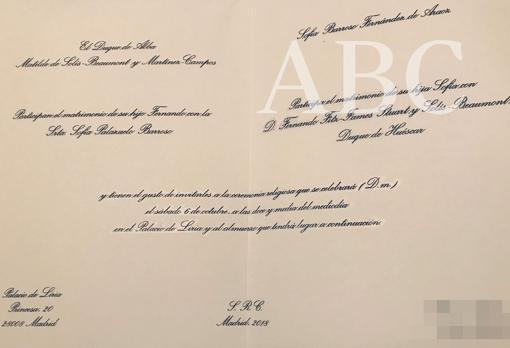 El Duque de Alba
Matilde de Solís-Beaumont y Martínez-Campos
Participan el matrimonio de su hijo Fernando con la
Srta Sofía Palazuelo Barroso
Sofía Barroso Fernández de Araoz
ABC
Participa el matrimonio de su hija Sofía con
D. Fernando Fitz-James Stuart y Solís-Beaumont,
Duque de Huéscar
y tienen el gusto de invitarles a la ceremonia religiosa que se celebrará (D.m.)
el sábado 6 de octubre, a las doce y media del mediodía
en el Palacio de Liria y al almuerzo que tendrá lugar a continuación
Palacio de Liria
Princesa, 20
28008 Madrid
S. R. C.
Madrid, 2018